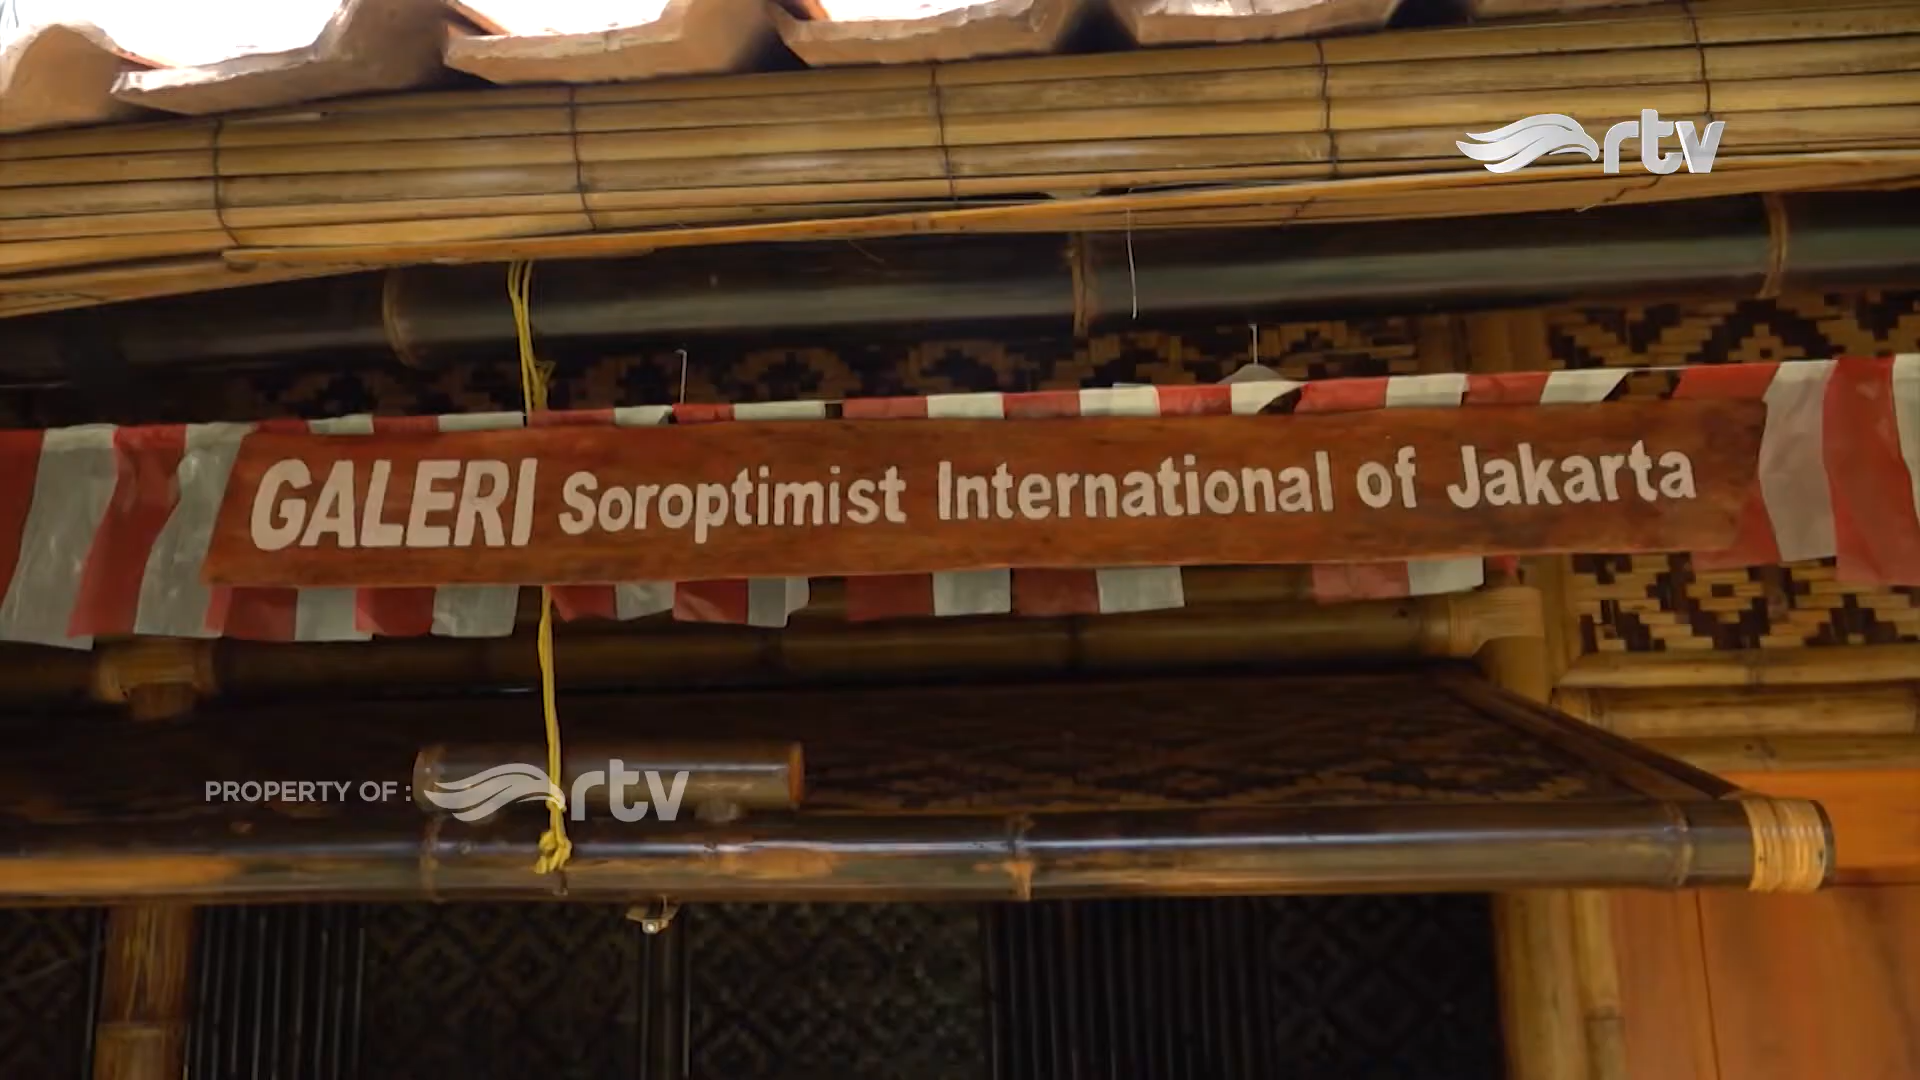 rtv
GALERI Soroptimist International of Jakarta
PROPERTY OF : rtv